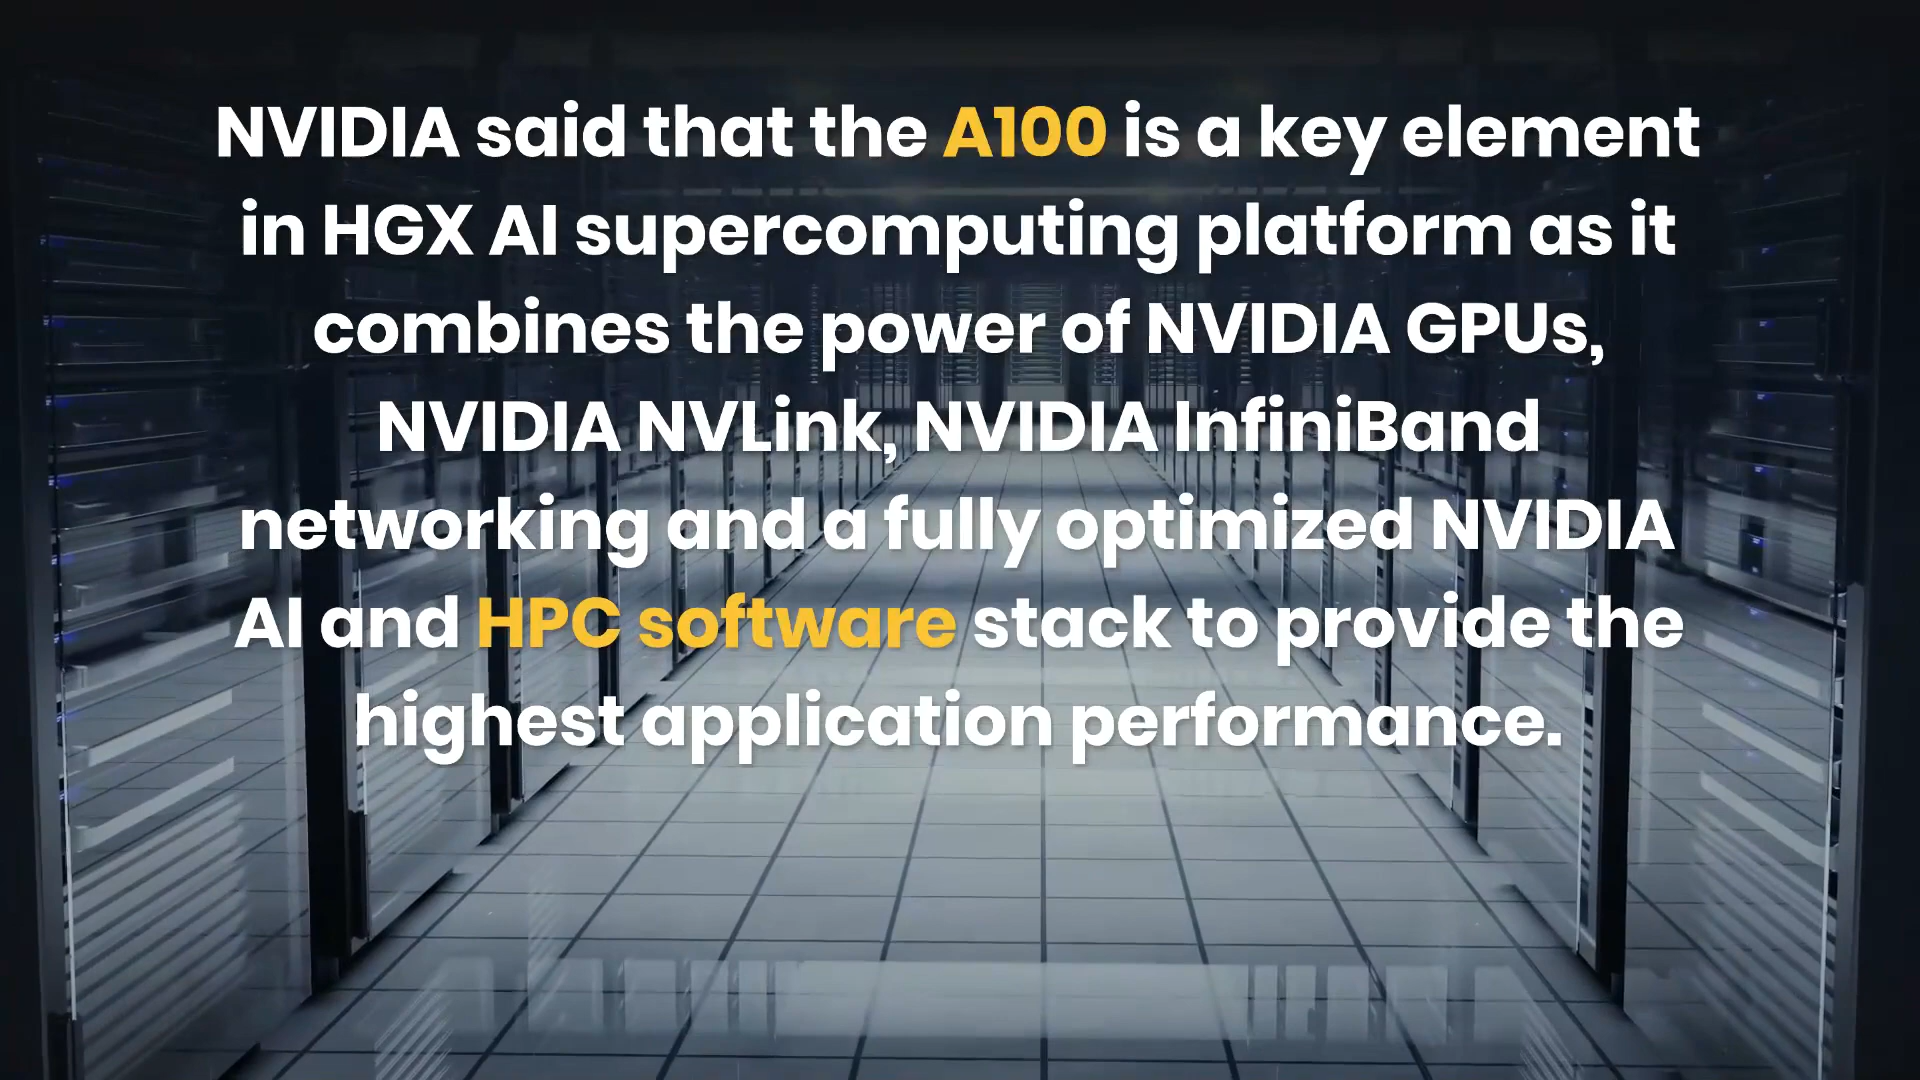 NVIDIA said that the A100 is a key element
in HGX AI supercomputing platform as it
combines the power of NVIDIA GPUs,
NVIDIA NVLink, NVIDIA InfiniBand
networking and a fully optimized NVIDIA
AI and HPC software stack to provide the
highest application performance.